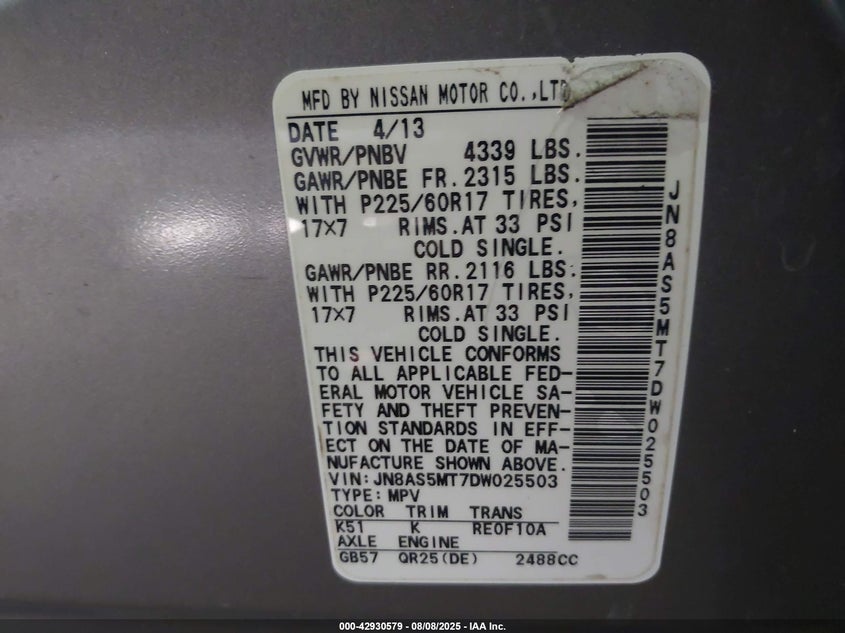 MFD BY NISSAN MOTOR CO.,LTD
DATE 4/13
GVWR/PNBV 4339 LBS.
GAWR/PNBE FR.2315 LBS.
WITH P225/60R17 TIRES,
17×7 RIMS.AT 33 PSI
COLD SINGLE.
GAWR/PNBE RR.2116 LBS.
WITH P225/60R17 TIRES,
17×7 RIMS.AT 33 PSI
COLD SINGLE.
THIS VEHICLE CONFORMS
TO ALL APPLICABLE FED-
ERAL MOTOR VEHICLE SA-
FETY AND THEFT PREVEN-
TION STANDARDS IN EFF-
ECT ON THE DATE OF MA-
NUFACTURE SHOWN ABOVE.
VIN:JN8AS5MT7DW025503
TYPE:MPV
COLOR TRIM TRANS
K51 K RE0F10A
AXLE ENGINE
GB57 QR25(DE) 2488CC
JN8AS5MT7DW025503
000-42930579 - 08/08/2025 - IAA Inc.